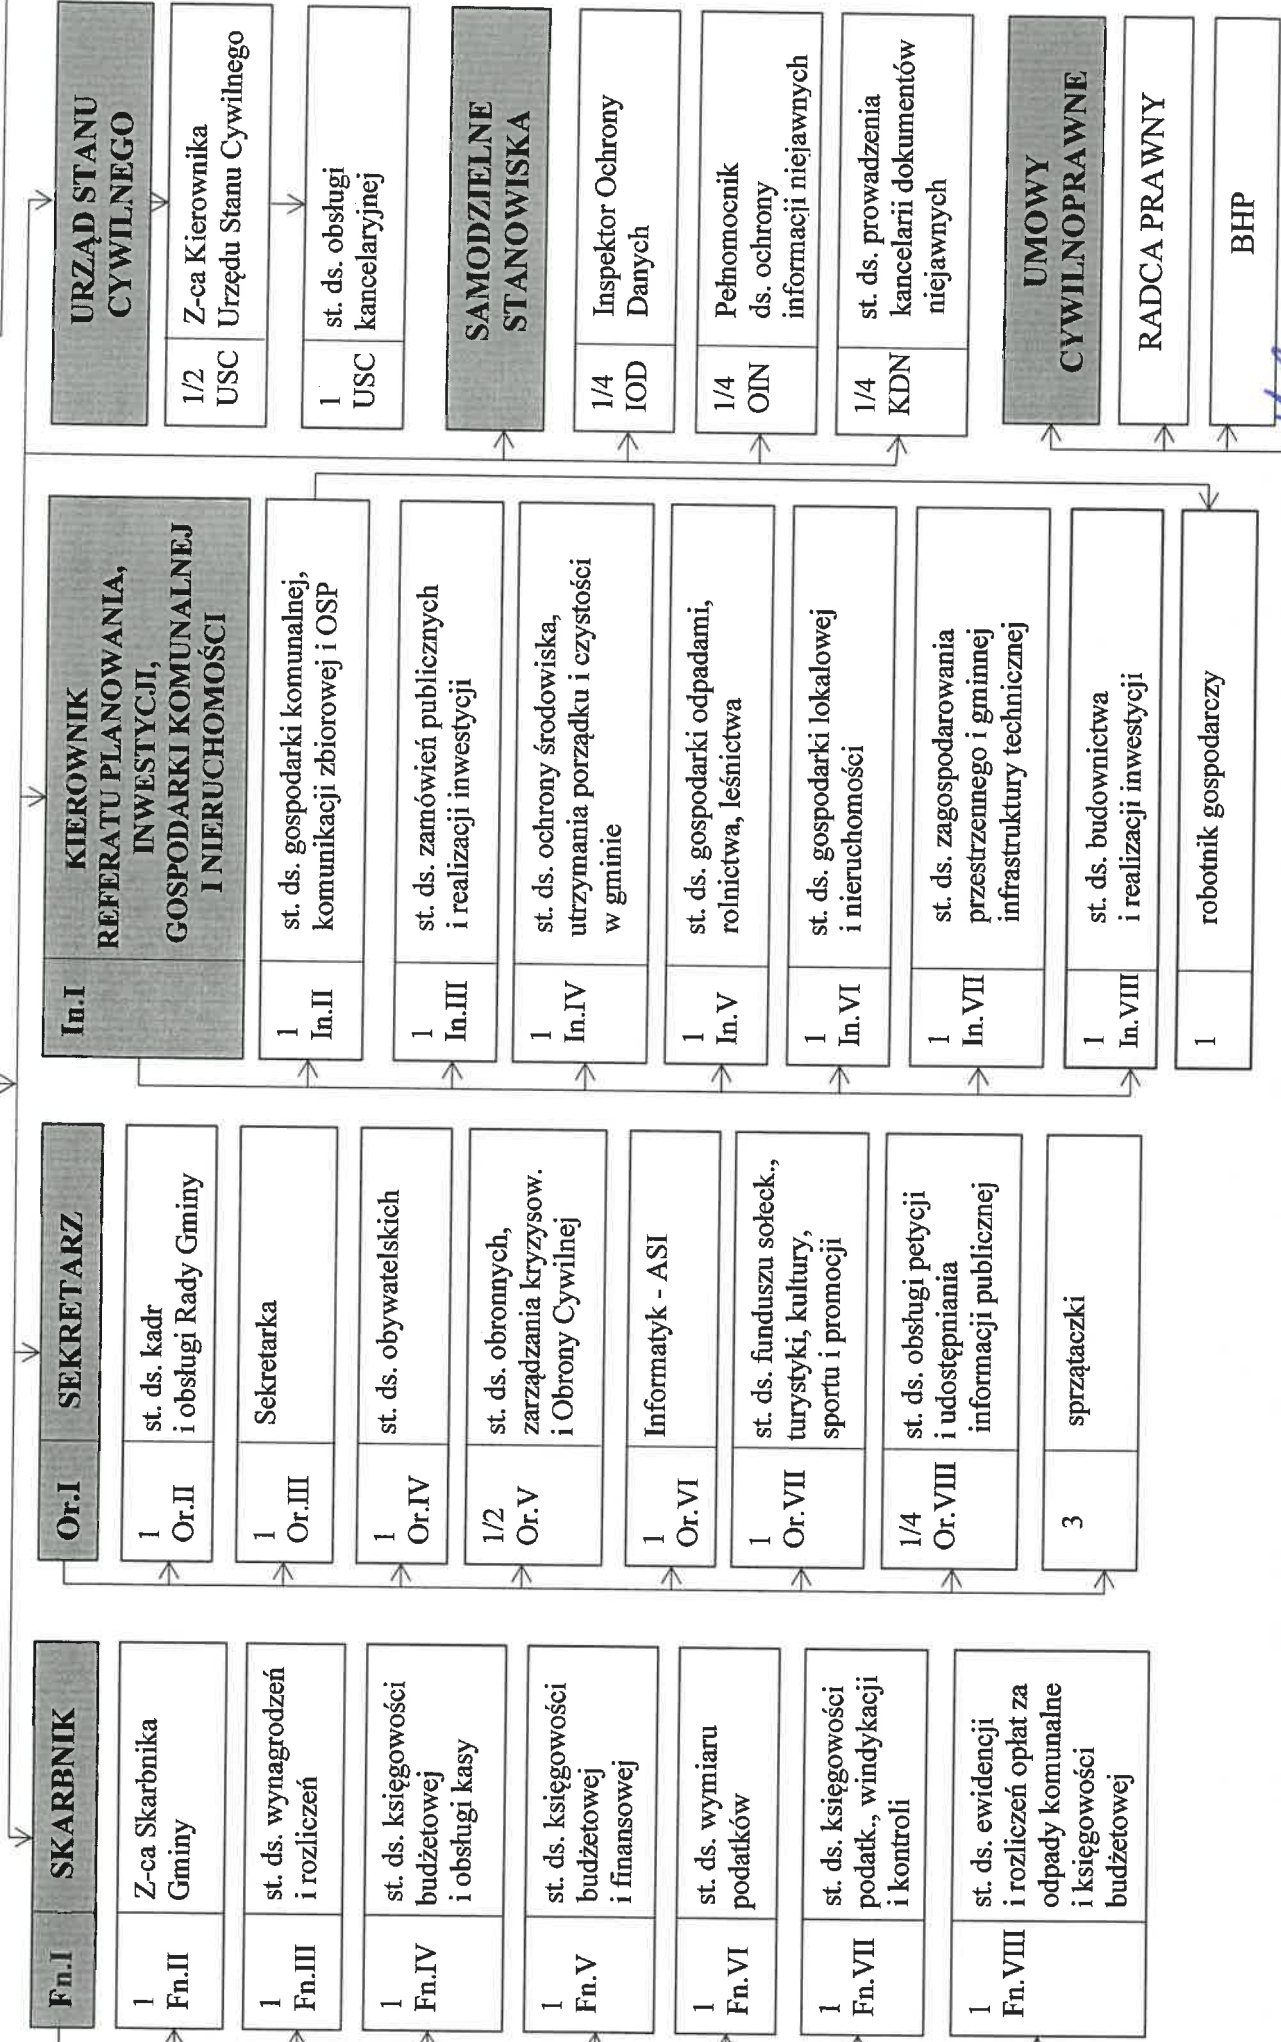 Fn.I
SKARBNIK
1
Fn.II
Z-ca Skarbnika
Gminy
1
Fn.III
st. ds. wynagrodzeń
i rozliczeń
1
Fn.IV
st. ds. księgowości
budżetowej
i obsługi kasy
1
Fn.V
st. ds. księgowości
budżetowej
i finansowej
1
Fn.VI
st. ds. wymiaru
podatków
1
Fn.VII
st. ds. księgowości
podatk., windykacji
i kontroli
1
Fn.VIII
st. ds. ewidencji
i rozliczeń opłat za
odpady komunalne
i księgowości
budżetowej
Or.I
SEKRETARZ
1
Or.II
st. ds. kadr
i obsługi Rady Gminy
1
Or.III
Sekretarka
1
Or.IV
st. ds. obywatelskich
1/2
Or.V
st. ds. obronnych,
zarządzania kryzysow.
i Obrony Cywilnej
1
Or.VI
Informatyk - ASI
1
Or.VII
st. ds. funduszu sołeck.,
turystyki, kultury,
sportu i promocji
1/4
Or.VIII
st. ds. obsługi petycji
i udostępniania
informacji publicznej
3
sprzątaczki
In.I
KIEROWNIK
REFERATU PLANOWANIA,
INWESTYCJI,
GOSPODARKI KOMUNALNEJ
I NIERUCHOMOŚCI
1
In.II
st. ds. gospodarki komunalnej,
komunikacji zbiorowej i OSP
1
In.III
st. ds. zamówień publicznych
i realizacji inwestycji
1
In.IV
st. ds. ochrony środowiska,
utrzymania porządku i czystości
w gminie
1
In.V
st. ds. gospodarki odpadami,
rolnictwa, leśnictwa
1
In.VI
st. ds. gospodarki lokalowej
i nieruchomości
1
In.VII
st. ds. zagospodarowania
przestrzennego i gminnej
infrastruktury technicznej
1
In.VIII
st. ds. budownictwa
i realizacji inwestycji
1
robotnik gospodarczy
URZĄD STANU
CYWILNEGO
1/2
USC
Z-ca Kierownika
Urzędu Stanu Cywilnego
1
USC
st. ds. obsługi
kancelaryjnej
SAMODZIELNE
STANOWISKA
1/4
IOD
Inspektor Ochrony
Danych
1/4
OIN
Pełnomocnik
ds. ochrony
informacji niejawnych
1/4
KDN
st. ds. prowadzenia
kancelarii dokumentów
niejawnych
UMOWY
CYWILNOPRAWNE
RADCA PRAWNY
BHP